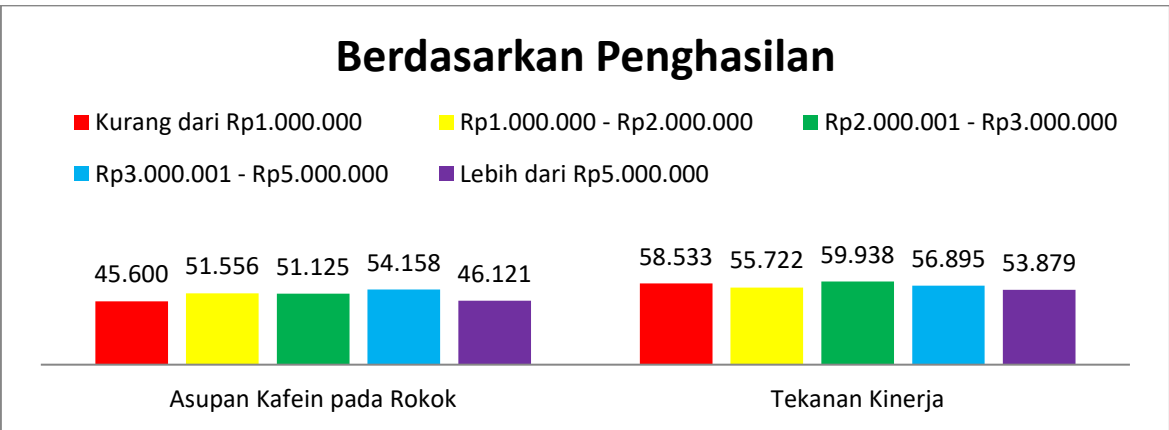 Berdasarkan Penghasilan
Kurang dari Rp1.000.000
Rp1.000.000 - Rp2.000.000
Rp2.000.001 - Rp3.000.000
Rp3.000.001 - Rp5.000.000
Lebih dari Rp5.000.000
45.600 51.556 51.125 54.158 46.121
58.533 55.722 59.938 56.895 53.879
Asupan Kafein pada Rokok
Tekanan Kinerja